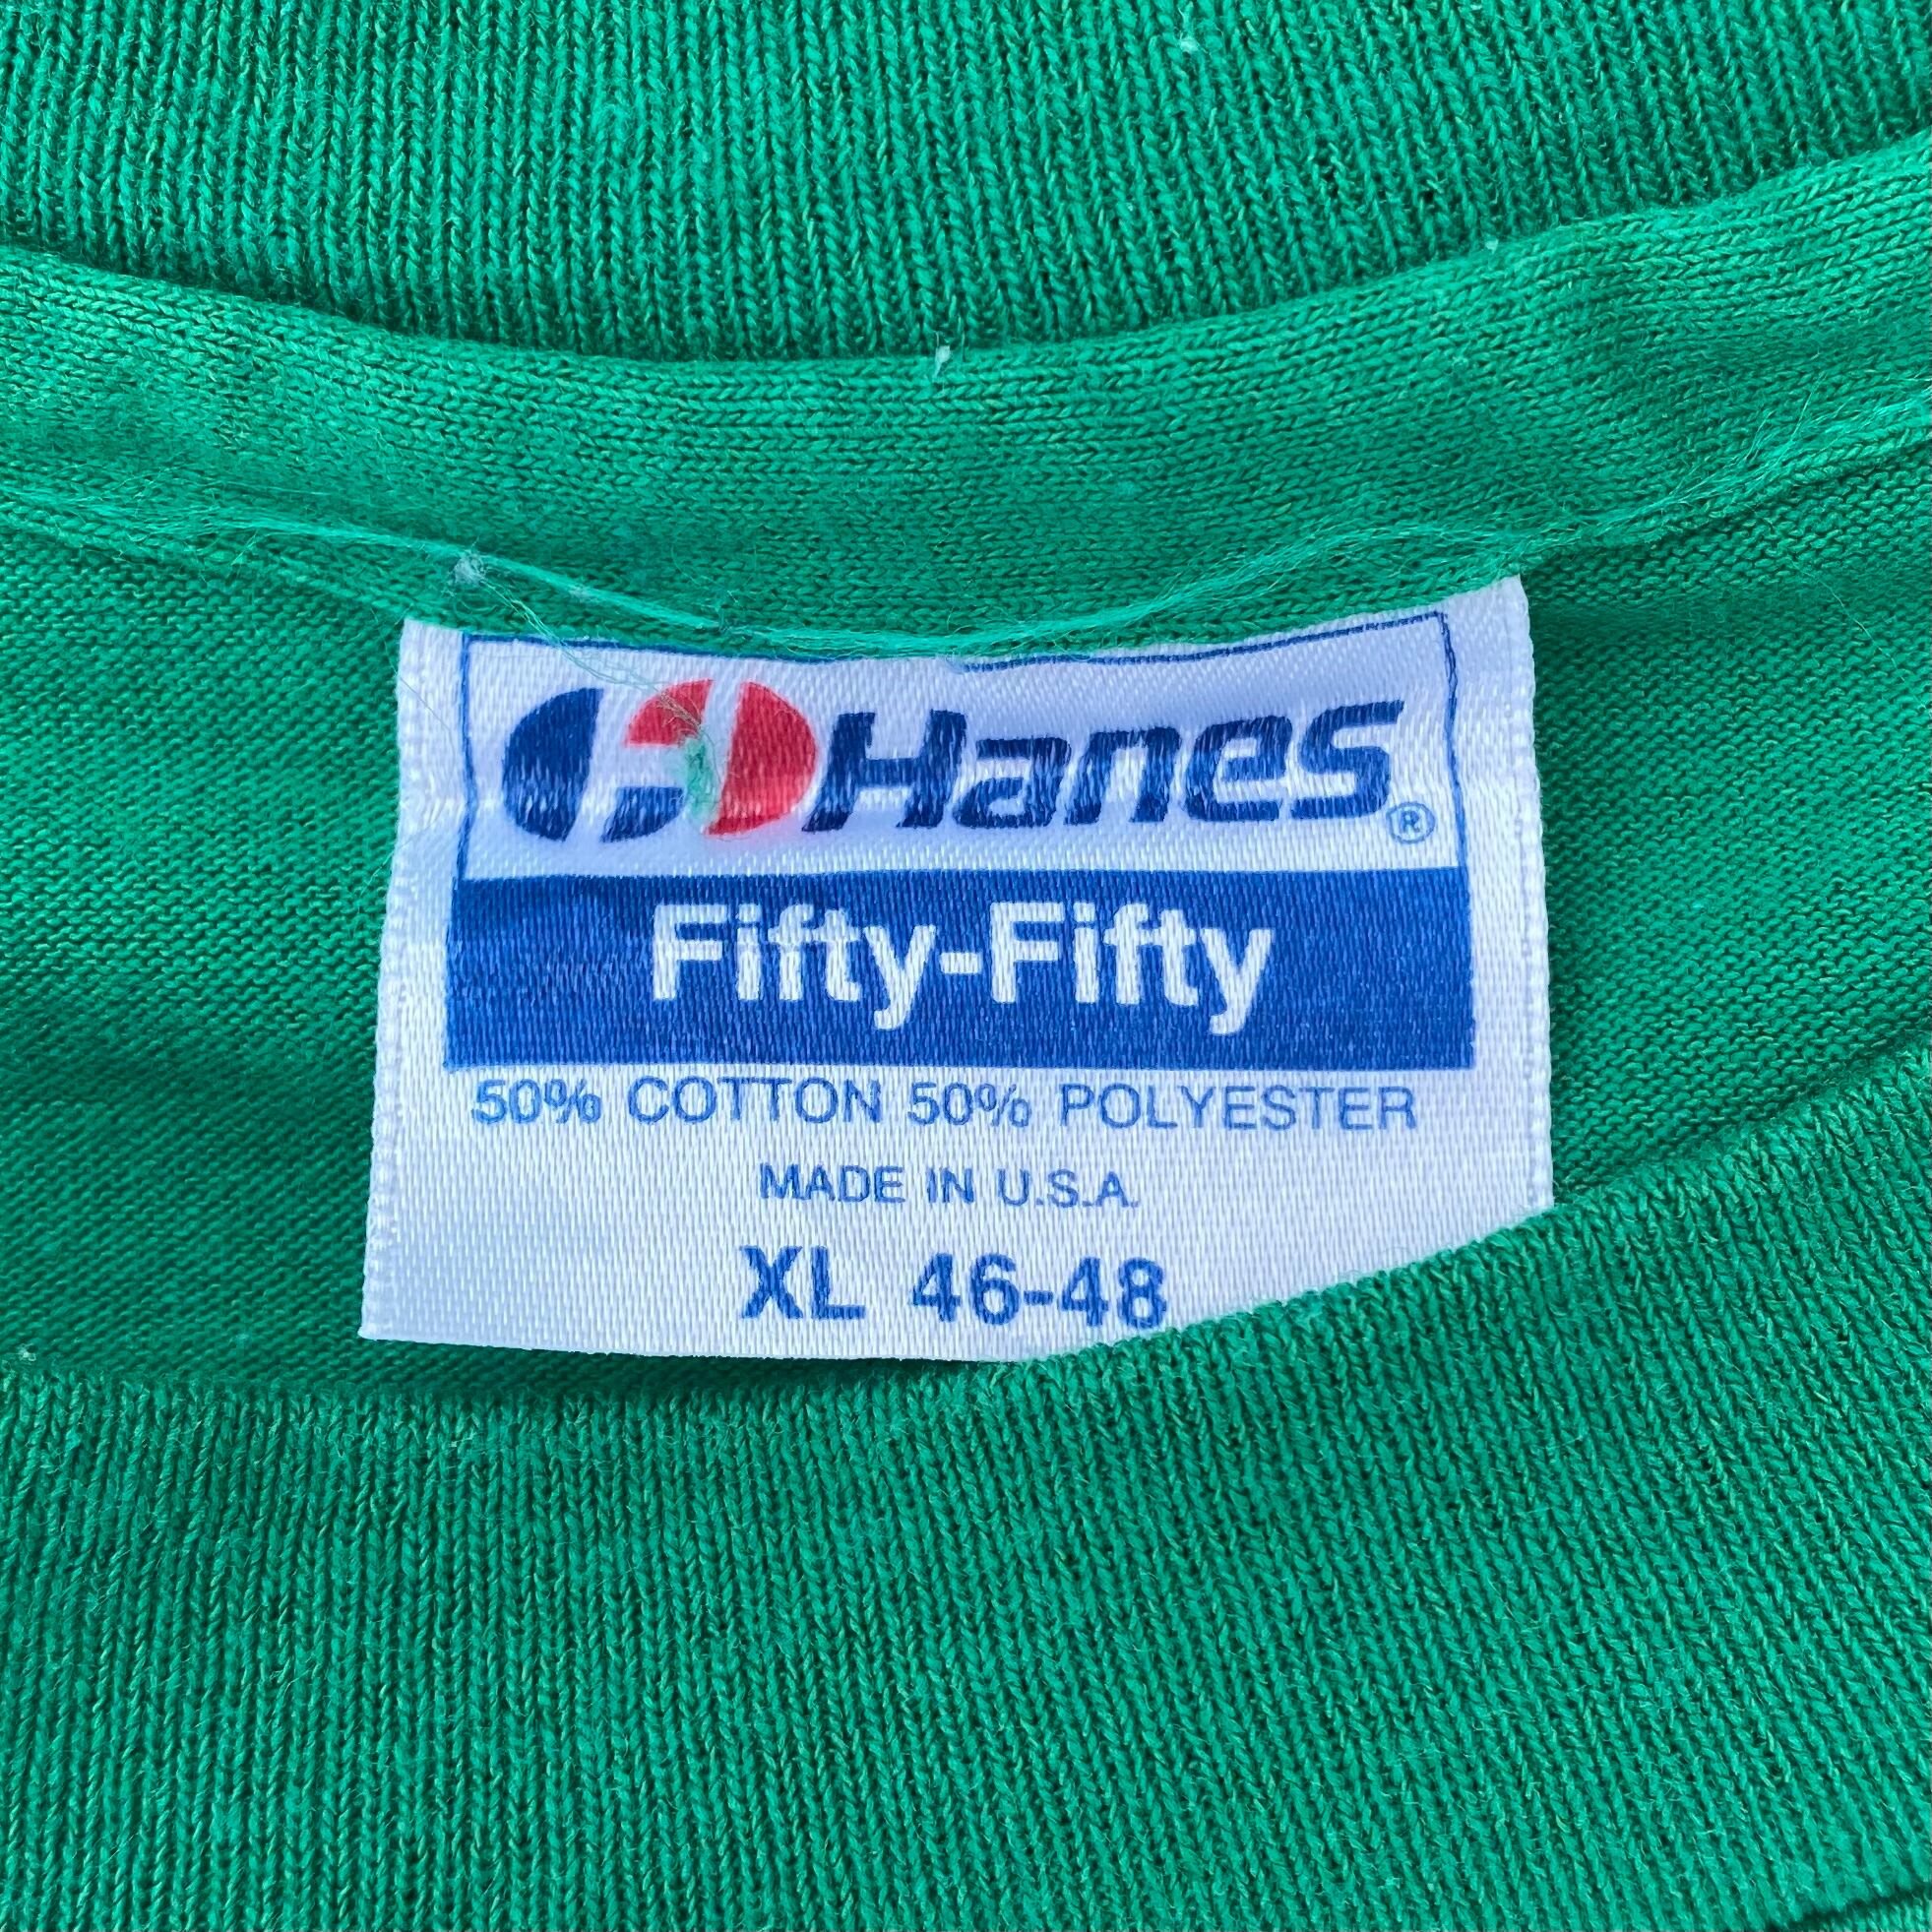 Hanes®
Fifty-Fifty
50% COTTON 50% POLYESTER
MADE IN U.S.A.
XL 46-48